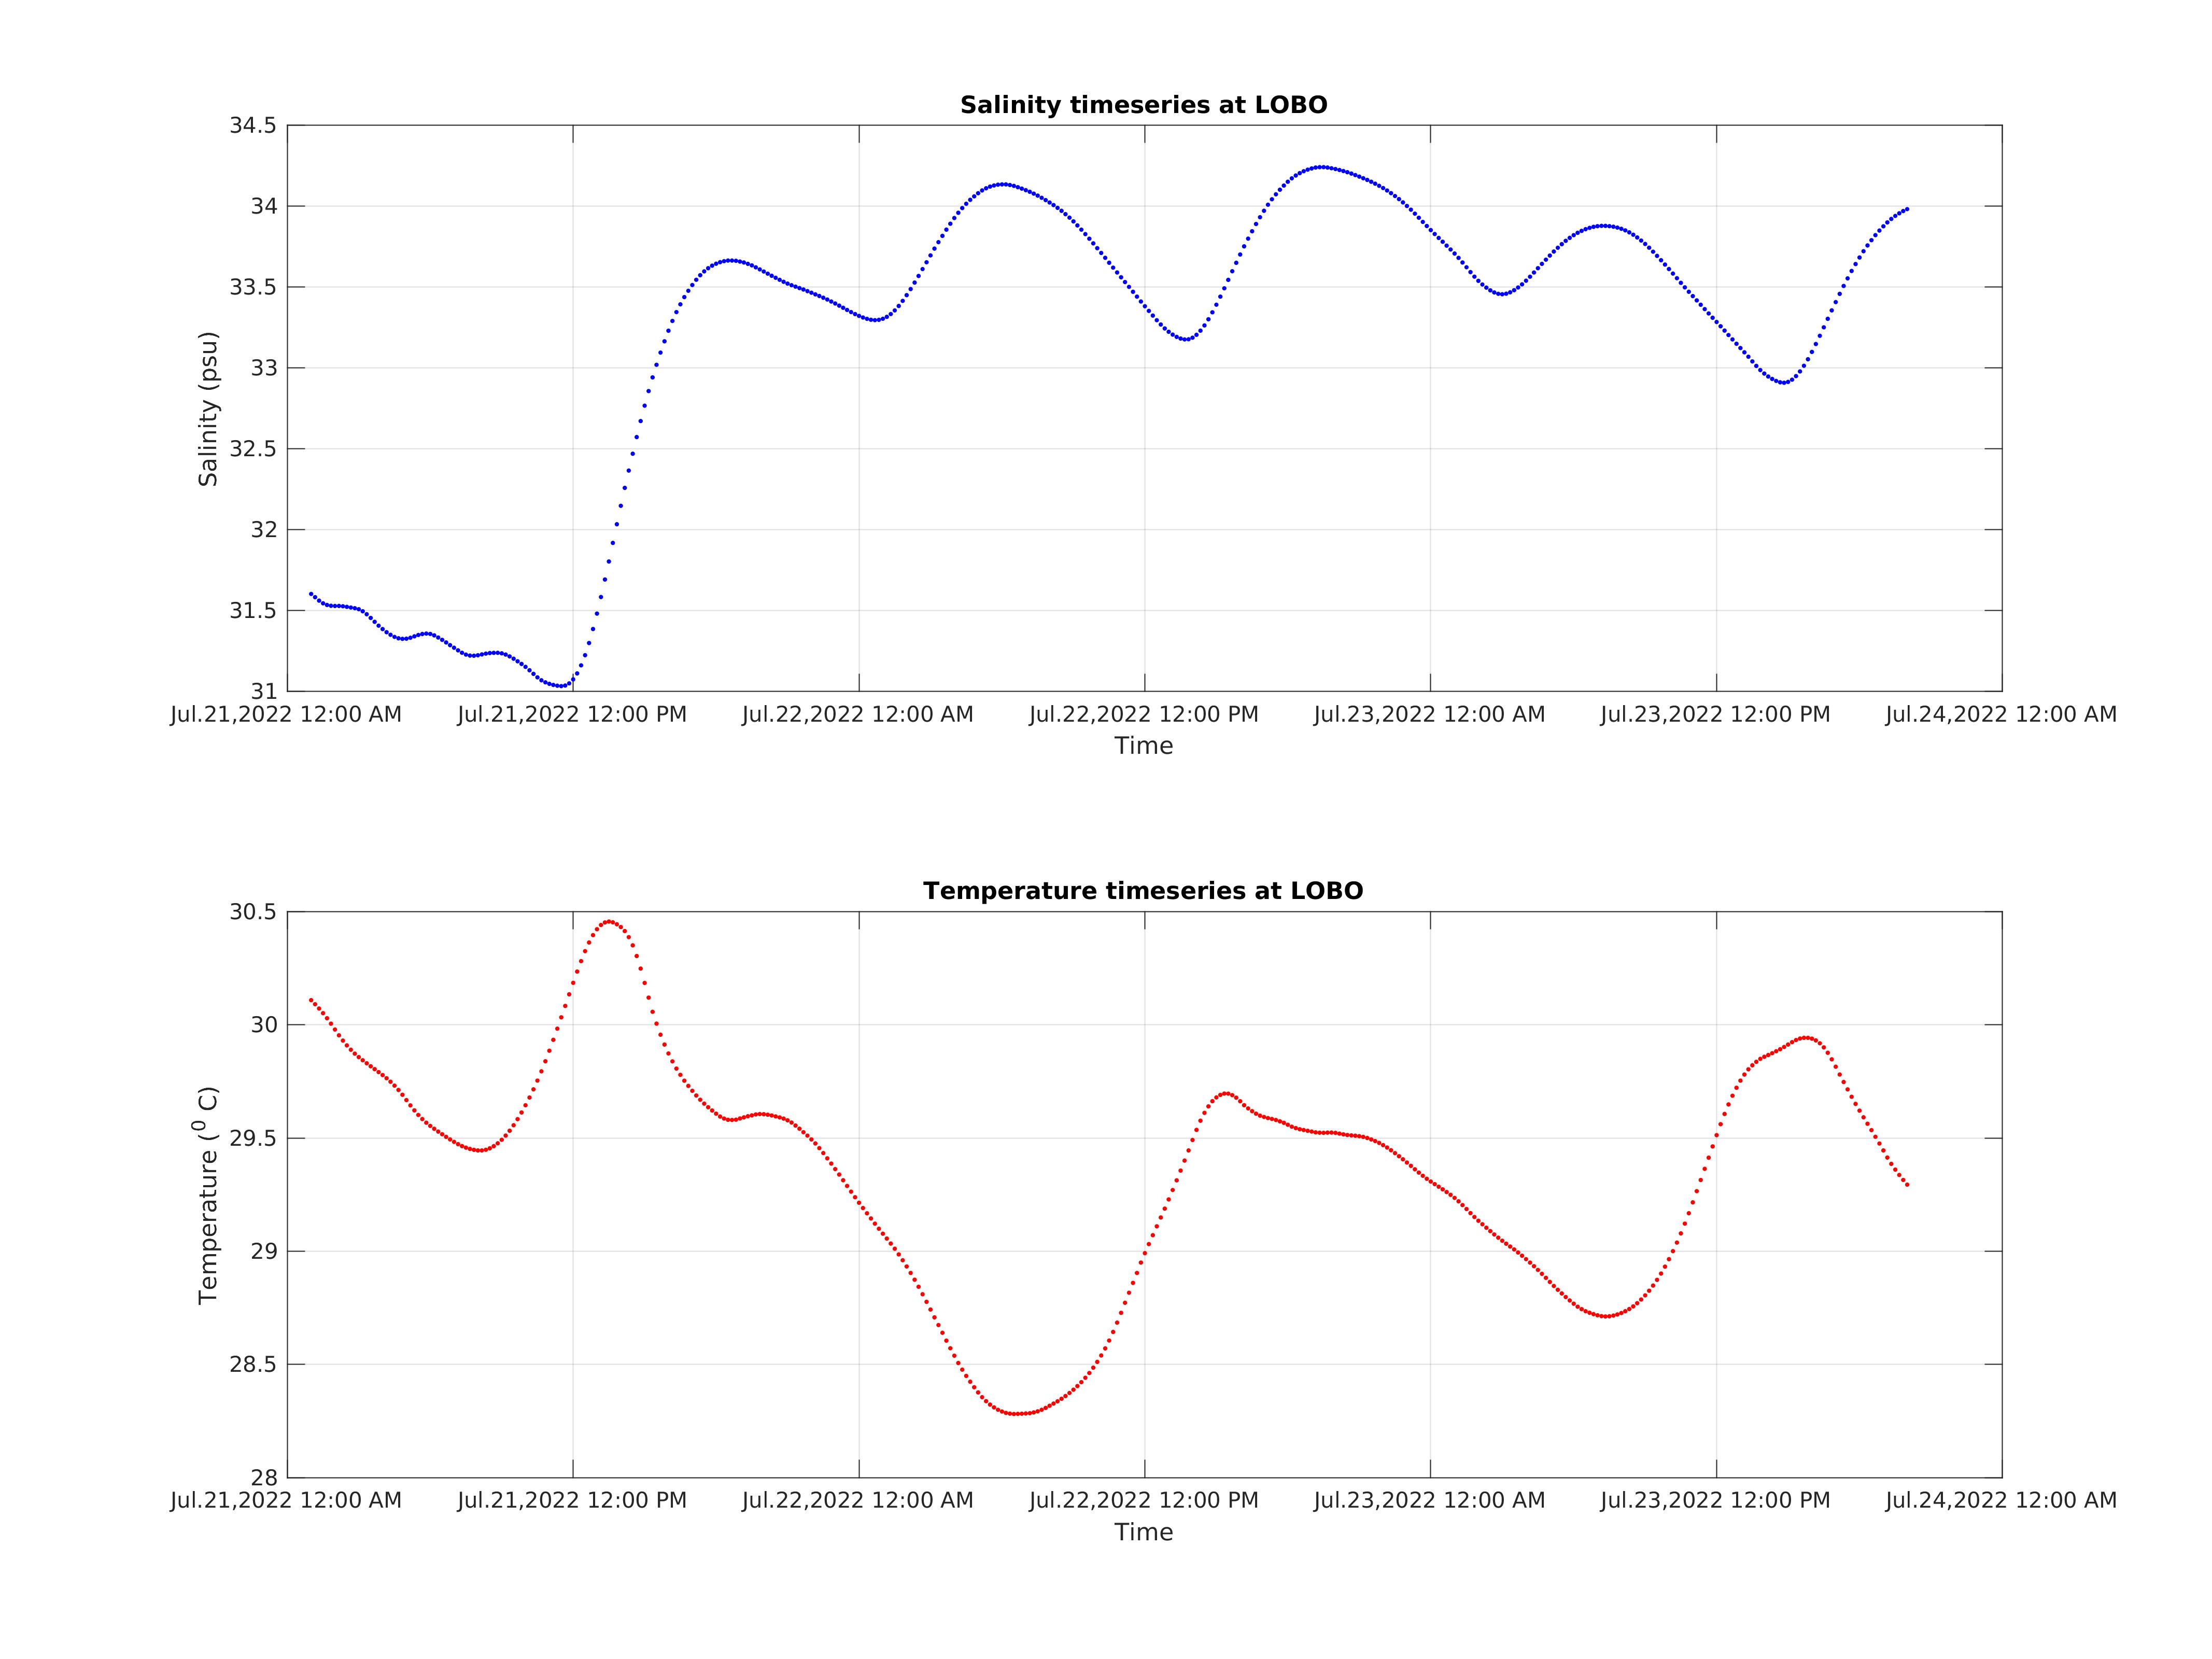 Salinity timeseries at LOBO
34.5
34
33.5
33
32.5
32
31.5
31
Salinity (psu)
Jul.21,2022 12:00 AM Jul.21,2022 12:00 PM Jul.22,2022 12:00 AM Jul.22,2022 12:00 PM Jul.23,2022 12:00 AM Jul.23,2022 12:00 PM Jul.24,2022 12:00 AM
Time
Temperature timeseries at LOBO
30.5
30
29.5
29
28.5
28
Temperature (⁰ C)
Jul.21,2022 12:00 AM Jul.21,2022 12:00 PM Jul.22,2022 12:00 AM Jul.22,2022 12:00 PM Jul.23,2022 12:00 AM Jul.23,2022 12:00 PM Jul.24,2022 12:00 AM
Time